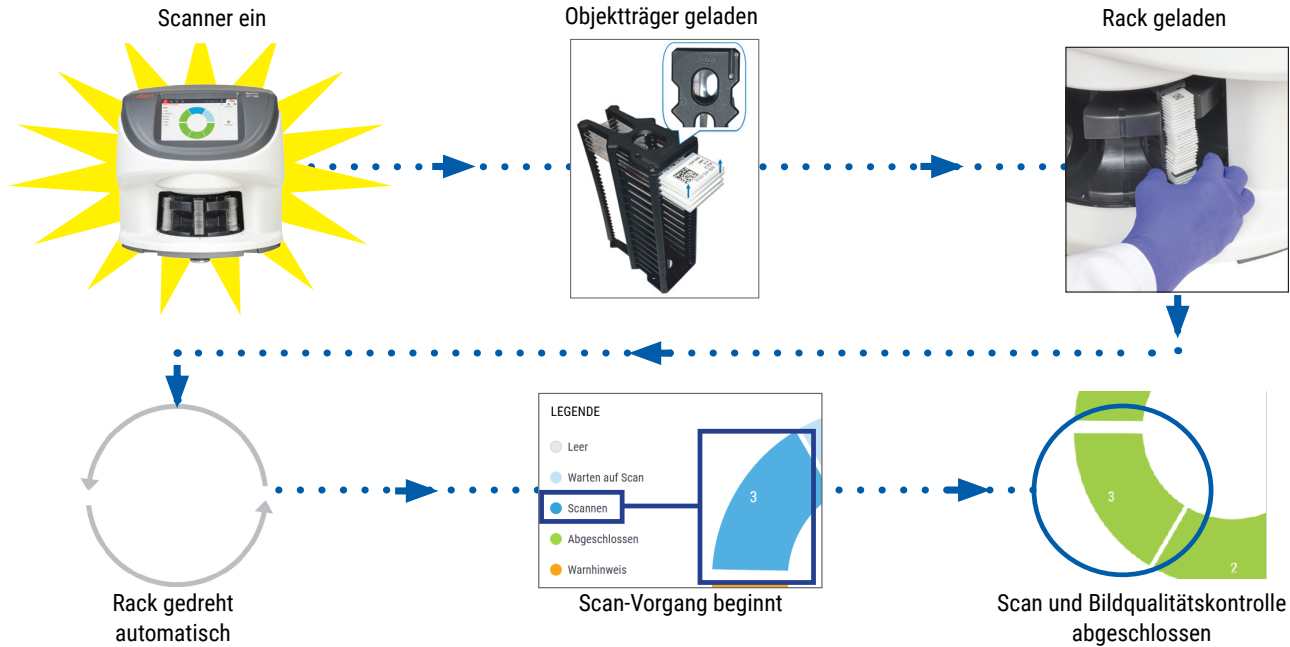 Scanner ein
Objektträger geladen
Rack geladen
LEGENDE
Leer
Warten auf Scan
Scannen
Abgeschlossen
Warnhinweis
3
3
2
Rack gedreht
automatisch
Scan-Vorgang beginnt
Scan und Bildqualitätskontrolle
abgeschlossen